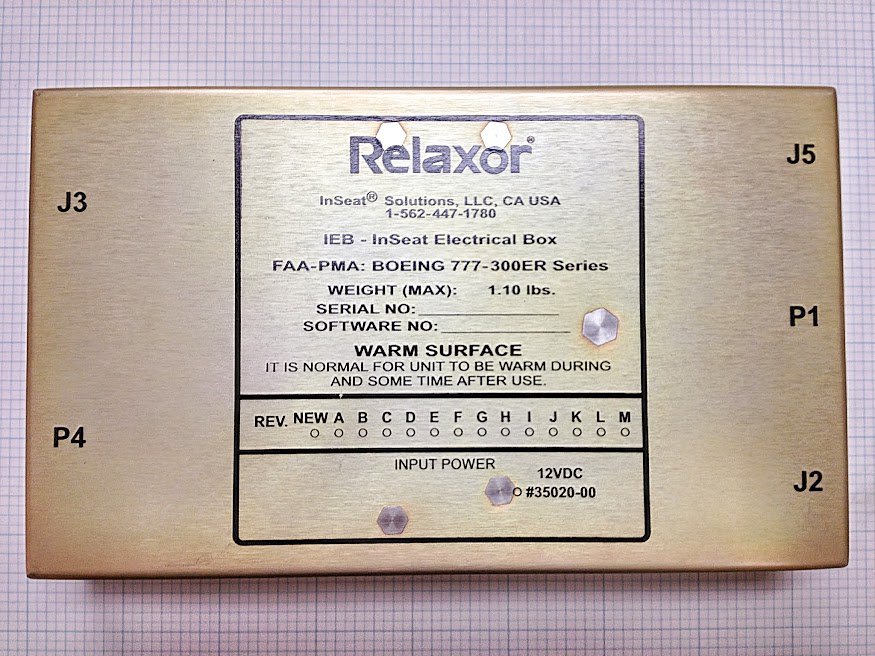 Relaxor®
InSeat® Solutions, LLC, CA USA
1-562-447-1780
IEB - InSeat Electrical Box
FAA-PMA: BOEING 777-300ER Series
WEIGHT (MAX): 1.10 lbs.
SERIAL NO: ____________
SOFTWARE NO: ____________
WARM SURFACE
IT IS NORMAL FOR UNIT TO BE WARM DURING
AND SOME TIME AFTER USE.
REV. NEW A B C D E F G H I J K L M
INPUT POWER
12VDC
#35020-00
J3
P4
J5
P1
J2